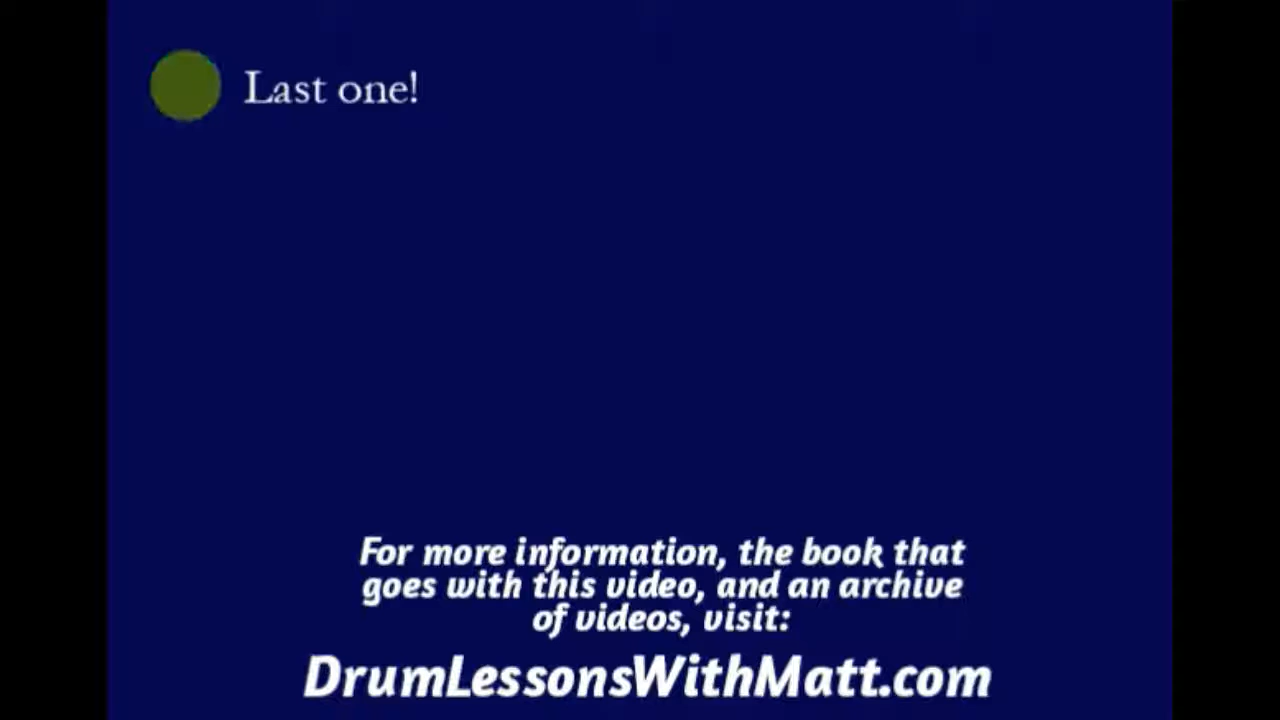 Last one!
For more information, the book that
goes with this video, and an archive
of videos, visit:
DrumLessonsWithMatt.com